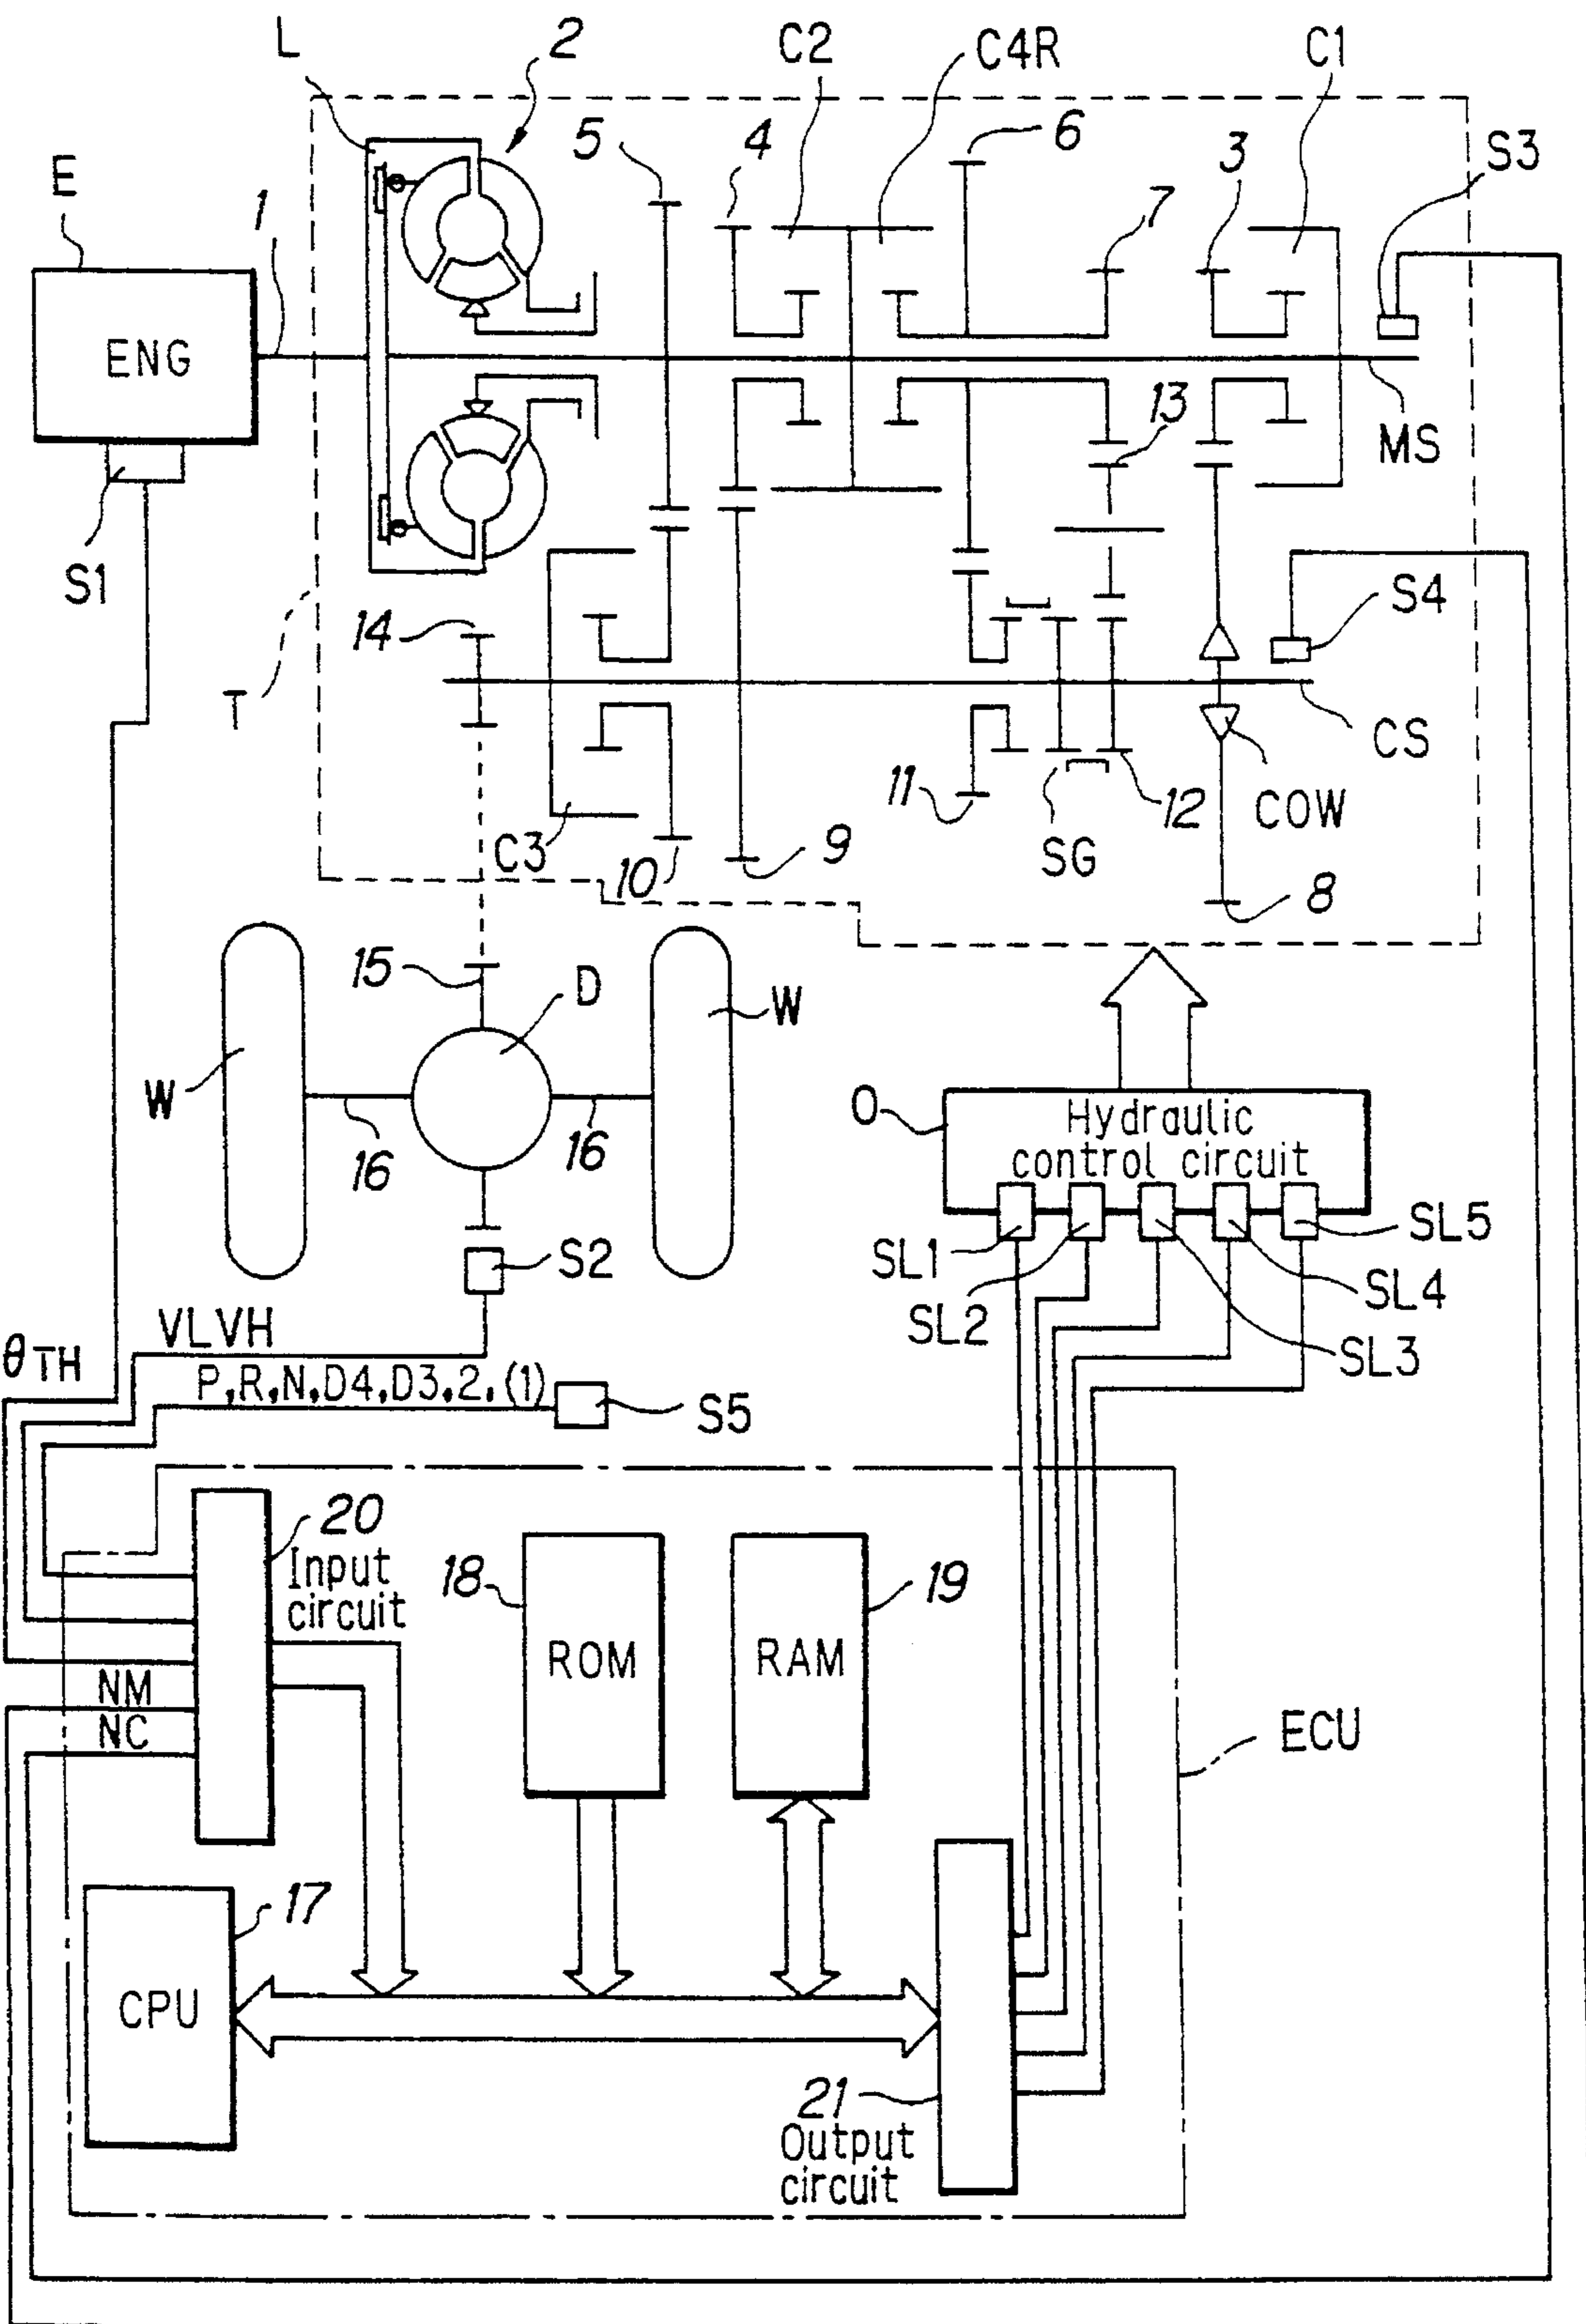 L
2
C2
C4R
C1
5
4
6
S3
E
1
7
3
ENG
13
MS
S1
14
S4
T
CS
11
12
COW
C3
10
9
SG
8
15
D
W
W
O
Hydraulic
control circuit
16
16
SL1
SL5
S2
SL2
SL4
VLVH
SL3
θTH
P,R,N,D4,D3,2,(1)
S5
20
Input
circuit
18
19
ROM
RAM
NM
NC
ECU
17
CPU
21
Output
circuit